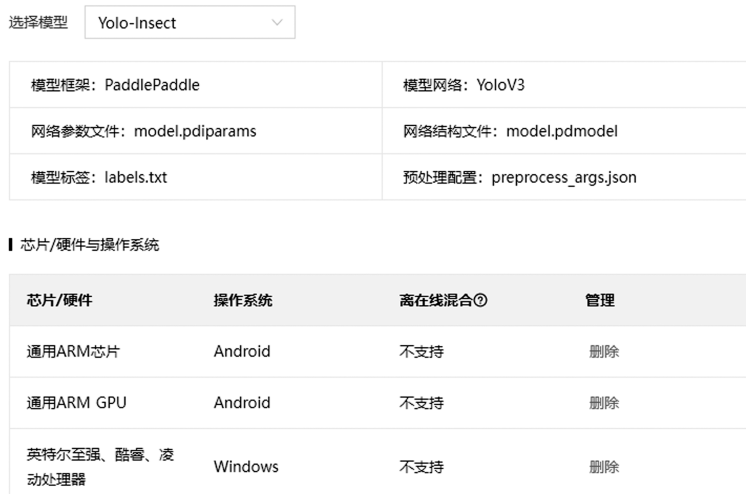 选择模型 Yolo-Insect
模型框架：PaddlePaddle 模型网络：YoloV3
网络参数文件：model.pdiparams 网络结构文件：model.pdmodel
模型标签：labels.txt 预处理配置：preprocess_args.json
芯片/硬件与操作系统
芯片/硬件 操作系统 离在线混合? 管理
通用ARM芯片 Android 不支持 删除
通用ARM GPU Android 不支持 删除
英特尔至强、酷睿、凌
动处理器 Windows 不支持 删除